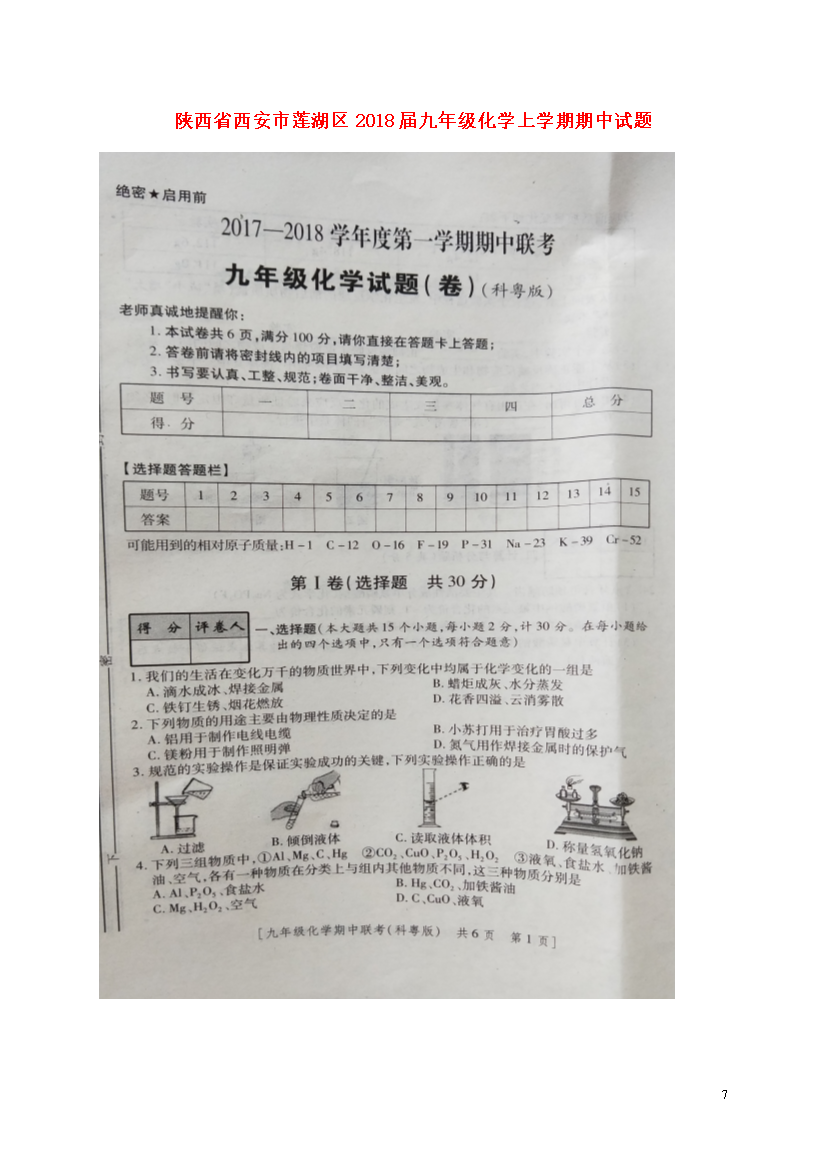 陕西省西安市莲湖区2018届九年级化学上学期期中试题
绝密★启用前
2017—2018学年度第一学期期中联考
九年级化学试题(卷)(科粤版)
老师真诚地提醒你:
1.本试卷共6页,满分100分,请你直接在答题卡上答题;
2.答卷前请将密封线内的项目填写清楚;
3.书写要认真、工整、规范;卷面干净、整洁、美观。
题 号 一 二 三 四 总 分
得 分
【选择题答题栏】
题号 1 2 3 4 5 6 7 8 9 10 11 12 13 14 15
答案
可能用到的相对原子质量:H-1 C-12 O-16 F-19 P-31 Na-23 K-39 Cr-52
第Ⅰ卷(选择题 共30分)
得 分 评卷人
一、选择题(本大题共15个小题,每小题2分,计30分。在每小题给
出的四个选项中,只有一个选项符合题意)
1.我们的生活在变化万千的物质世界中,下列变化中均属于化学变化的一组是
A.滴水成冰、焊接金属 B.蜡炬成灰、水分蒸发
C.铁钉生锈、烟花燃放 D.花香四溢、云消雾散
2.下列物质的用途主要由物理性质决定的是
A.铝用于制作电线电缆 B.小苏打用于治疗胃酸过多
C.镁粉用于制作照明弹 D.氮气用作焊接金属时的保护气
3.规范的实验操作是保证实验成功的关键,下列实验操作正确的是
A.过滤 B.倾倒液体 C.读取液体体积 D.称量氢氧化钠
4.下列三组物质中,①Al、Mg、C、Hg ②CO₂、CuO、P₂O₅、H₂O₂ ③液氧、食盐水、加铁酱
油、空气,各有一种物质在分类上与组内其他物质不同,这三种物质分别是
A.Al、P₂O₅、食盐水 B.Hg、CO₂、加铁酱油
C.Mg、H₂O₂、空气 D.C、CuO、液氧
[九年级化学期中联考(科粤版) 共6页 第1页]
7